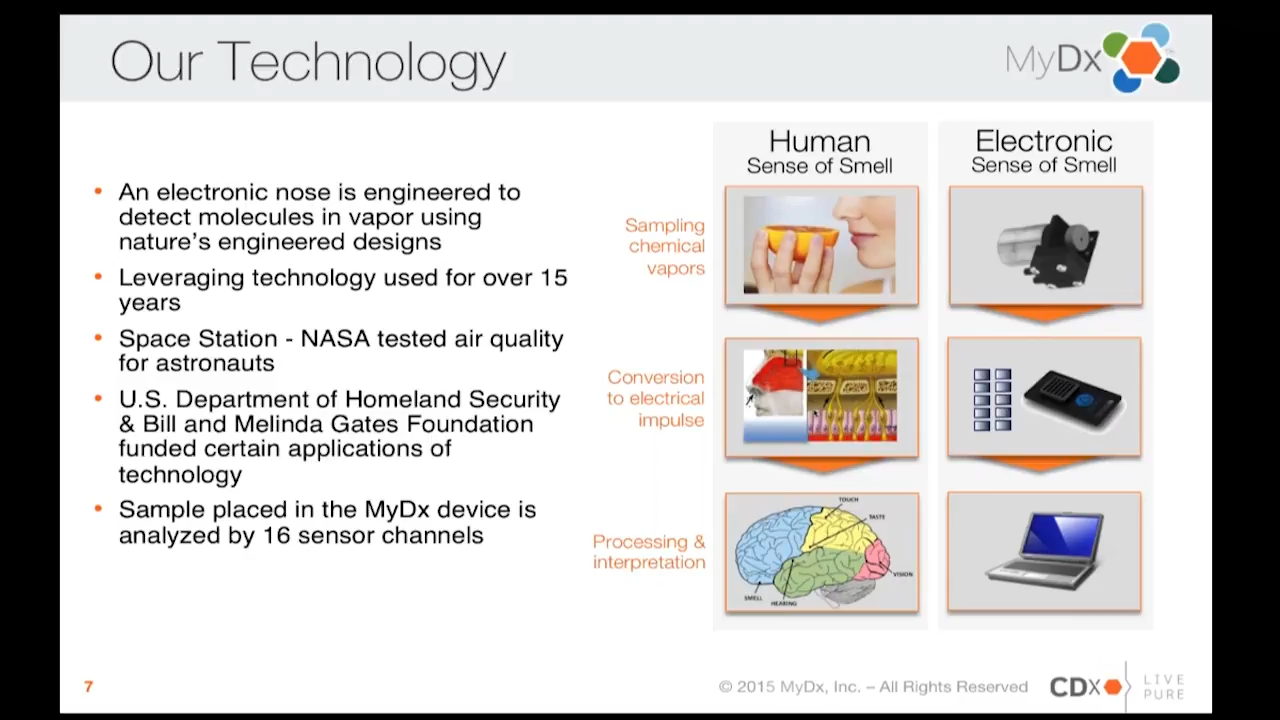 Our Technology
MyDx
• An electronic nose is engineered to
detect molecules in vapor using
nature's engineered designs
• Leveraging technology used for over 15
years
• Space Station - NASA tested air quality
for astronauts
• U.S. Department of Homeland Security
& Bill and Melinda Gates Foundation
funded certain applications of
technology
• Sample placed in the MyDx device is
analyzed by 16 sensor channels
Human
Sense of Smell
Electronic
Sense of Smell
Sampling
chemical
vapors
Conversion
to electrical
impulse
Processing &
interpretation
TOUCH
TASTE
VISION
SMELL
HEARING
7
© 2015 MyDx, Inc. – All Rights Reserved
CDx
LIVE
PURE